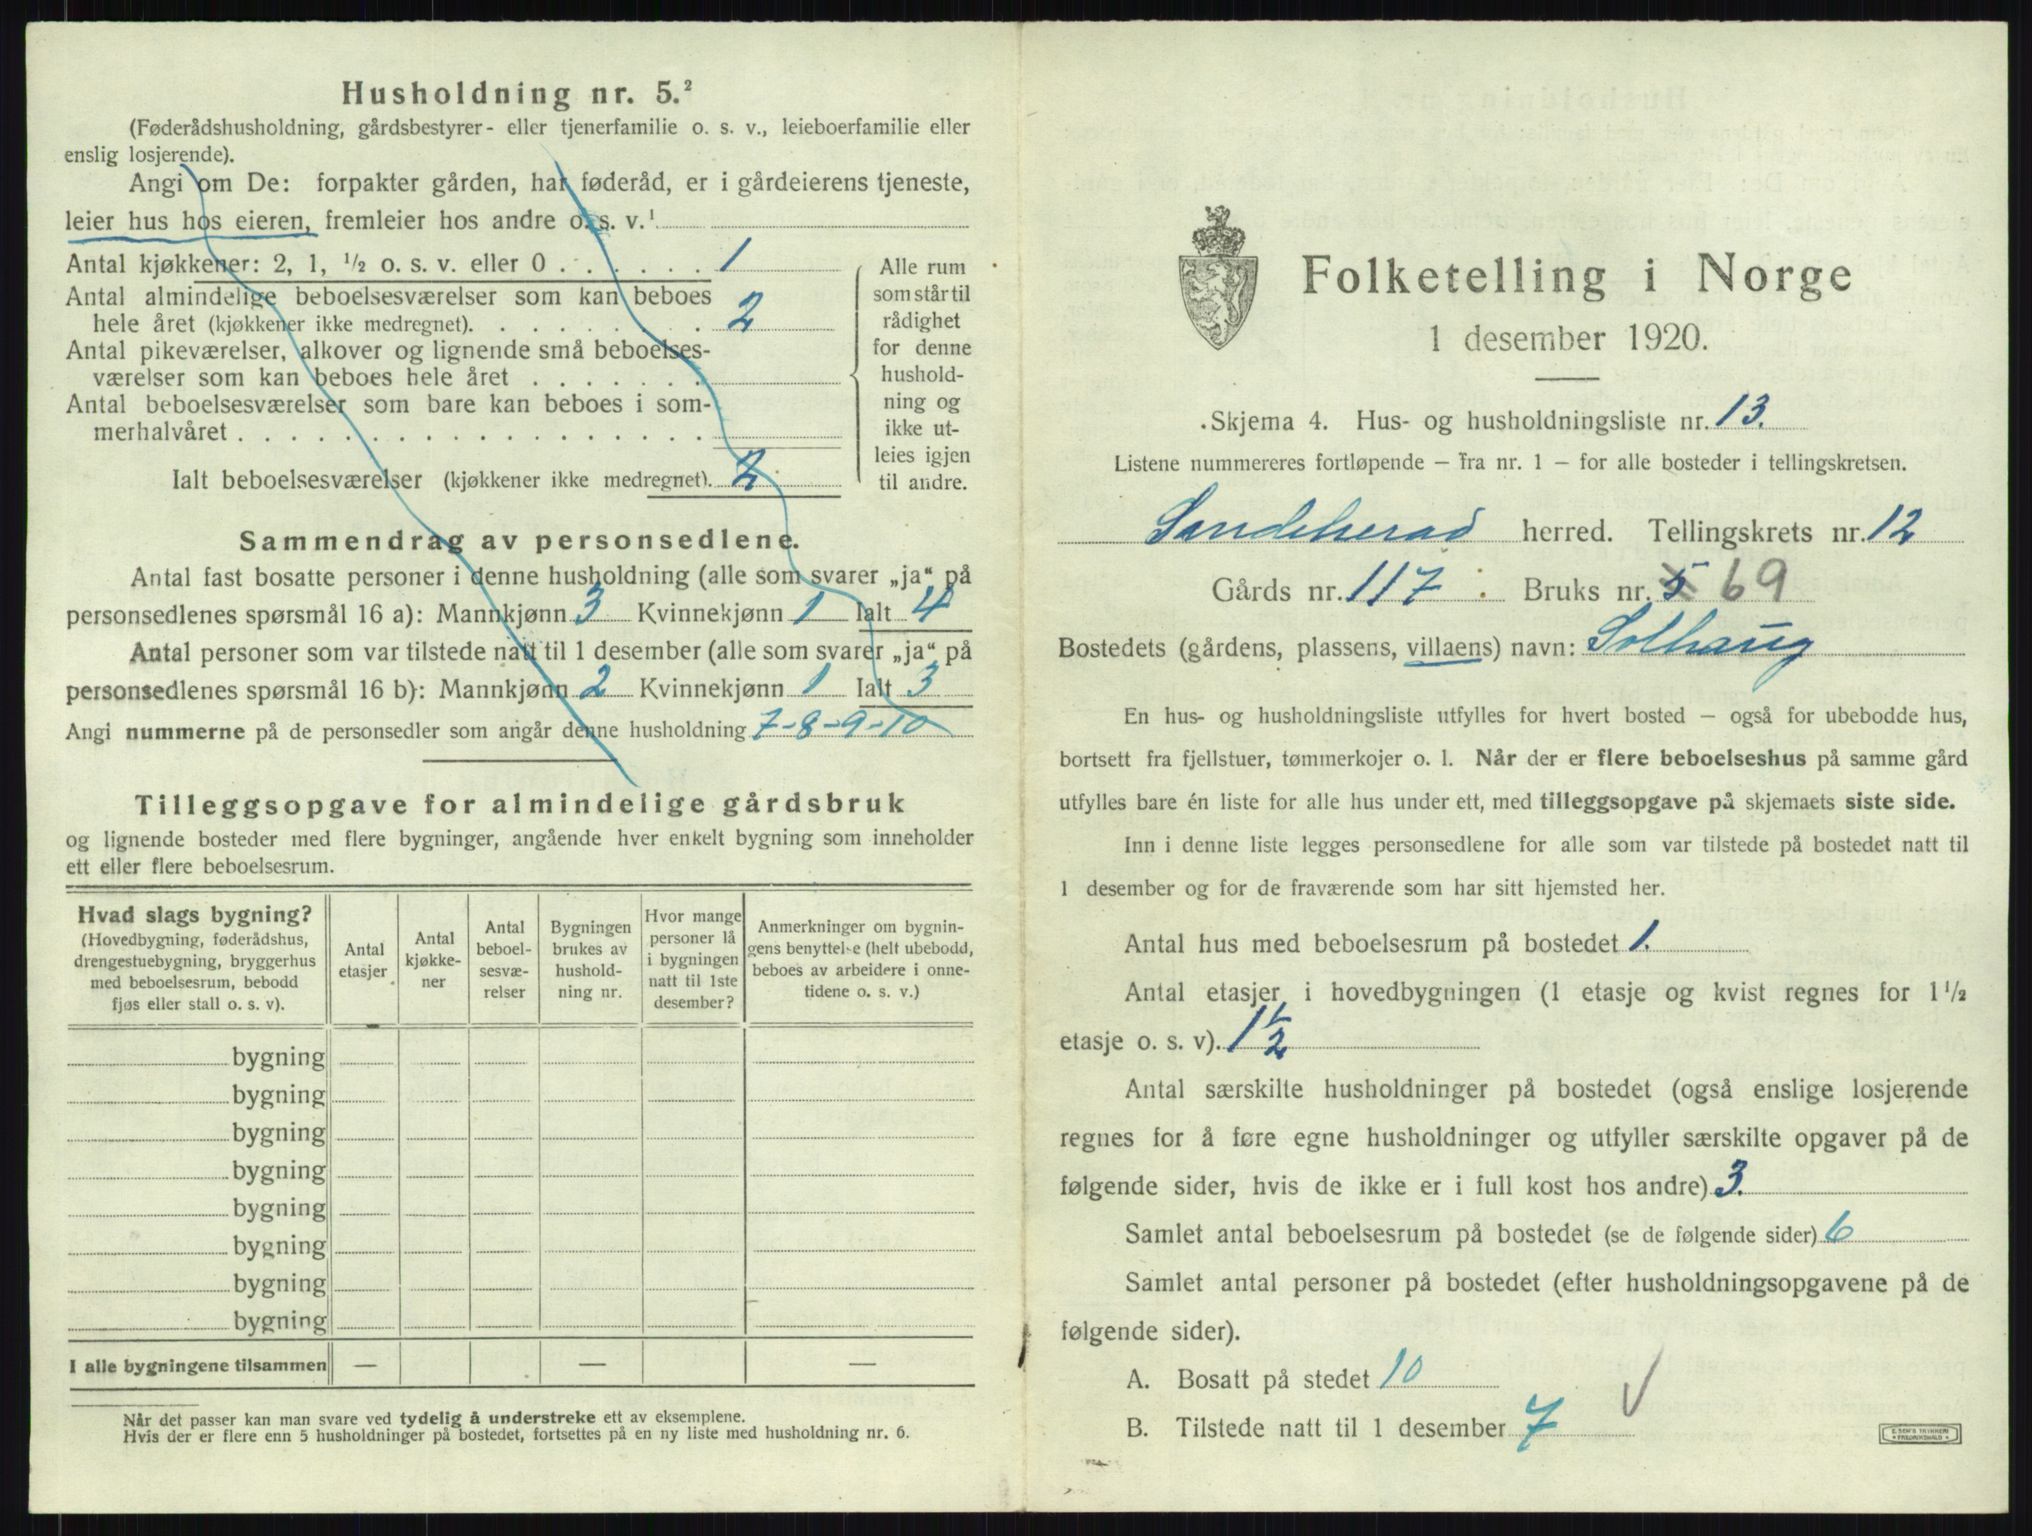 Husholdning nr. 5.²
(Føderådshusholdning, gårdsbestyrer- eller tjenerfamilie o. s. v., leieboerfamilie eller
enslig losjerende).
Angi om De: forpakter gården, har føderåd, er i gårdeierens tjeneste,
leier hus hos eieren, fremleier hos andre o. s. v.¹
Antal kjøkkener: 2, 1, ½ o. s. v. eller 0 . . . . . . 1
Antal almindelige beboelsesværelser som kan beboes
hele året (kjøkkener ikke medregnet). . . . . . . . . 2
Antal pikeværelser, alkover og lignende små beboelses-
værelser som kan beboes hele året . . . . . . .
Antal beboelsesværelser som bare kan beboes i som-
merhalvåret . . . . . . . . . . . . . . . . . .
Ialt beboelsesværelser (kjøkkener ikke medregnet). 2
Alle rum
som står til
rådighet
for denne
hushold-
ning og
ikke ut-
leies igjen
til andre.
Sammendrag av personsedlene.
Antal fast bosatte personer i denne husholdning (alle som svarer „ja“ på
personsedlenes spørsmål 16 a): Mannkjønn 3 Kvinnekjønn 1 Ialt 4
Antal personer som var tilstede natt til 1 desember (alle som svarer „ja“ på
personsedlenes spørsmål 16 b): Mannkjønn 2 Kvinnekjønn 1 Ialt 3
Angi nummerne på de personsedler som angår denne husholdning 7-8-9-10
Tilleggsopgave for almindelige gårdsbruk
og lignende bosteder med flere bygninger, angående hver enkelt bygning som inneholder
ett eller flere beboelsesrum.
Hvad slags bygning?
(Hovedbygning, føderådshus,
drengestuebygning, bryggerhus
med beboelsesrum, bebodd
fjøs eller stall o. s. v).
Antal
etasjer
Antal
kjøkke-
ner
Antal
beboel-
sesvæ-
relser
Bygningen
brukes av
hushold-
ning nr.
Hvor mange
personer lå
i bygningen
natt til 1ste
desember?
Anmerkninger om bygnin-
gens benyttelse (helt ubebodd,
beboes av arbeidere i onne-
tidene o. s. v.)
bygning
bygning
bygning
bygning
bygning
bygning
bygning
bygning
I alle bygningene tilsammen — — —
Når det passer kan man svare ved tydelig å understreke ett av eksemplene.
Hvis der er flere enn 5 husholdninger på bostedet, fortsettes på en ny liste med husholdning nr. 6.
Folketelling i Norge
1 desember 1920.
Skjema 4. Hus- og husholdningsliste nr. 13.
Listene nummereres fortløpende — fra nr. 1 — for alle bosteder i tellingskretsen.
Sandeherad herred. Tellingskrets nr. 12
Gårds nr. 117 Bruks nr. 5 69
Bostedets (gårdens, plassens, villaens) navn: Solhaug
En hus- og husholdningsliste utfylles for hvert bosted — også for ubebodde hus,
bortsett fra fjellstuer, tømmerkojer o. l. Når der er flere beboelseshus på samme gård
utfylles bare én liste for alle hus under ett, med tilleggsopgave på skjemaets siste side.
Inn i denne liste legges personsedlene for alle som var tilstede på bostedet natt til
1 desember og for de fraværende som har sitt hjemsted her.
Antal hus med beboelsesrum på bostedet 1.
Antal etasjer i hovedbygningen (1 etasje og kvist regnes for 1½
etasje o. s. v). 1½
Antal særskilte husholdninger på bostedet (også enslige losjerende
regnes for å føre egne husholdninger og utfyller særskilte opgaver på de
følgende sider, hvis de ikke er i full kost hos andre) 3.
Samlet antal beboelsesrum på bostedet (se de følgende sider) 6
Samlet antal personer på bostedet (efter husholdningsopgavene på de
følgende sider).
A. Bosatt på stedet 10
B. Tilstede natt til 1 desember 7